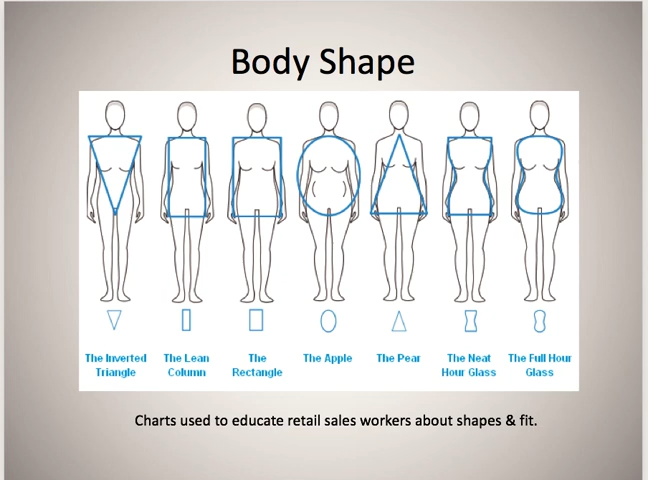 Body Shape
The Inverted
Triangle
The Lean
Column
The
Rectangle
The Apple
The Pear
The Neat
Hour Glass
The Full Hour
Glass
Charts used to educate retail sales workers about shapes & fit.